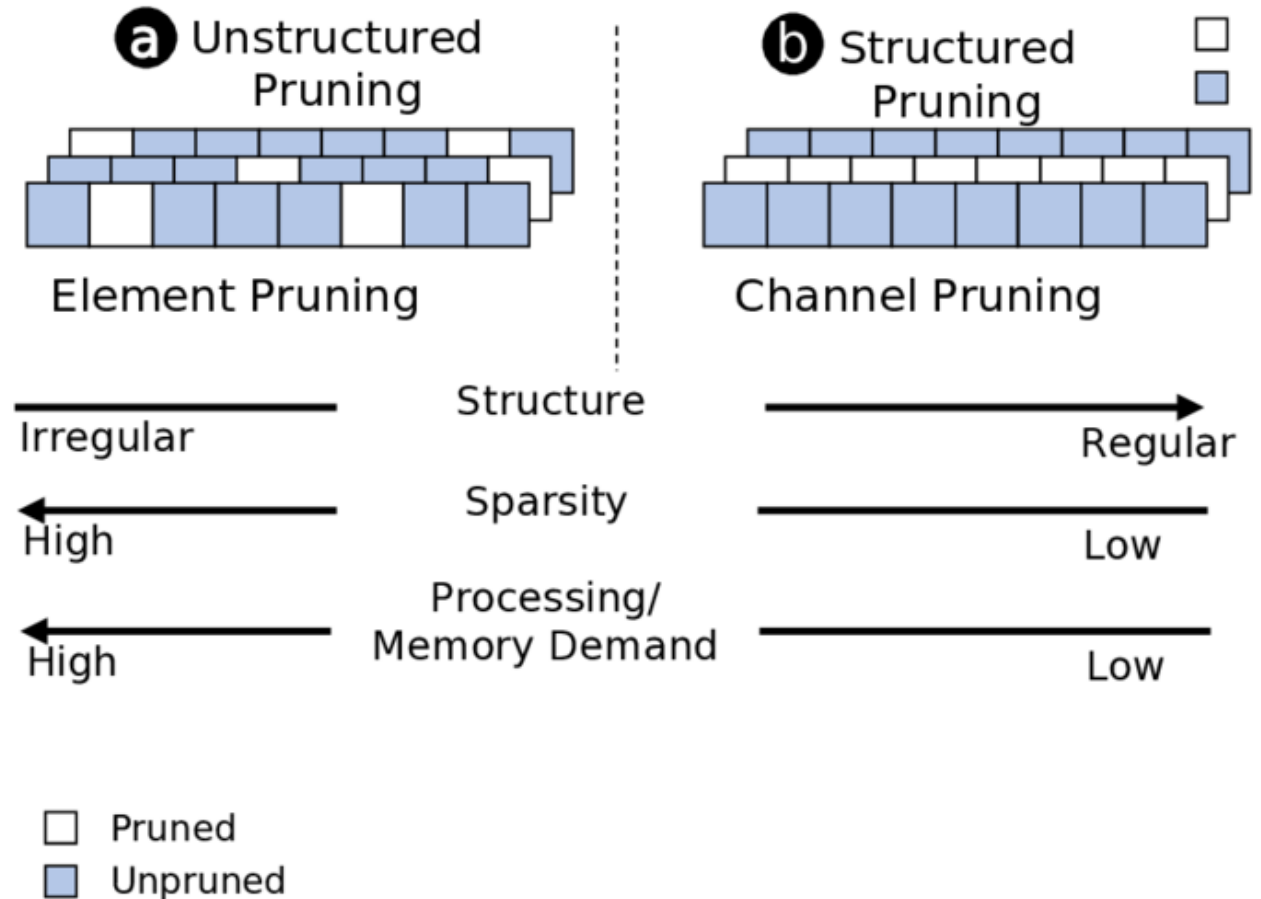 a Unstructured
Pruning
b Structured
Pruning
Element Pruning
Channel Pruning
Structure
Irregular
Regular
Sparsity
High
Low
Processing/
Memory Demand
High
Low
Pruned
Unpruned